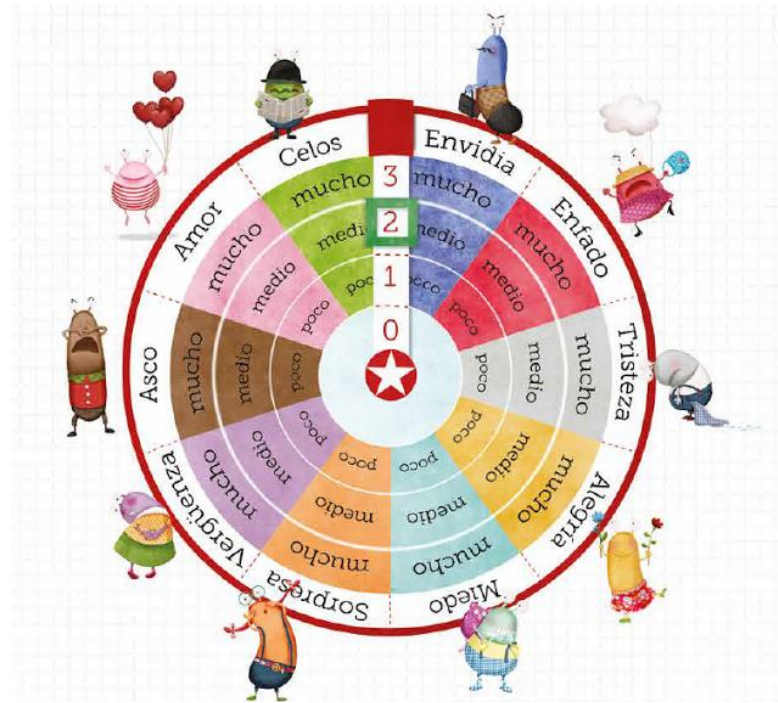 3
2
1
0
Envidia
mucho
medio
poco
Enfado
mucho
medio
poco
Tristeza
mucho
medio
poco
Alegría
mucho
medio
poco
Miedo
mucho
medio
poco
Sorpresa
mucho
medio
poco
Vergüenza
mucho
medio
poco
Asco
mucho
medio
poco
Amor
mucho
medio
poco
Celos
mucho
medi
poc